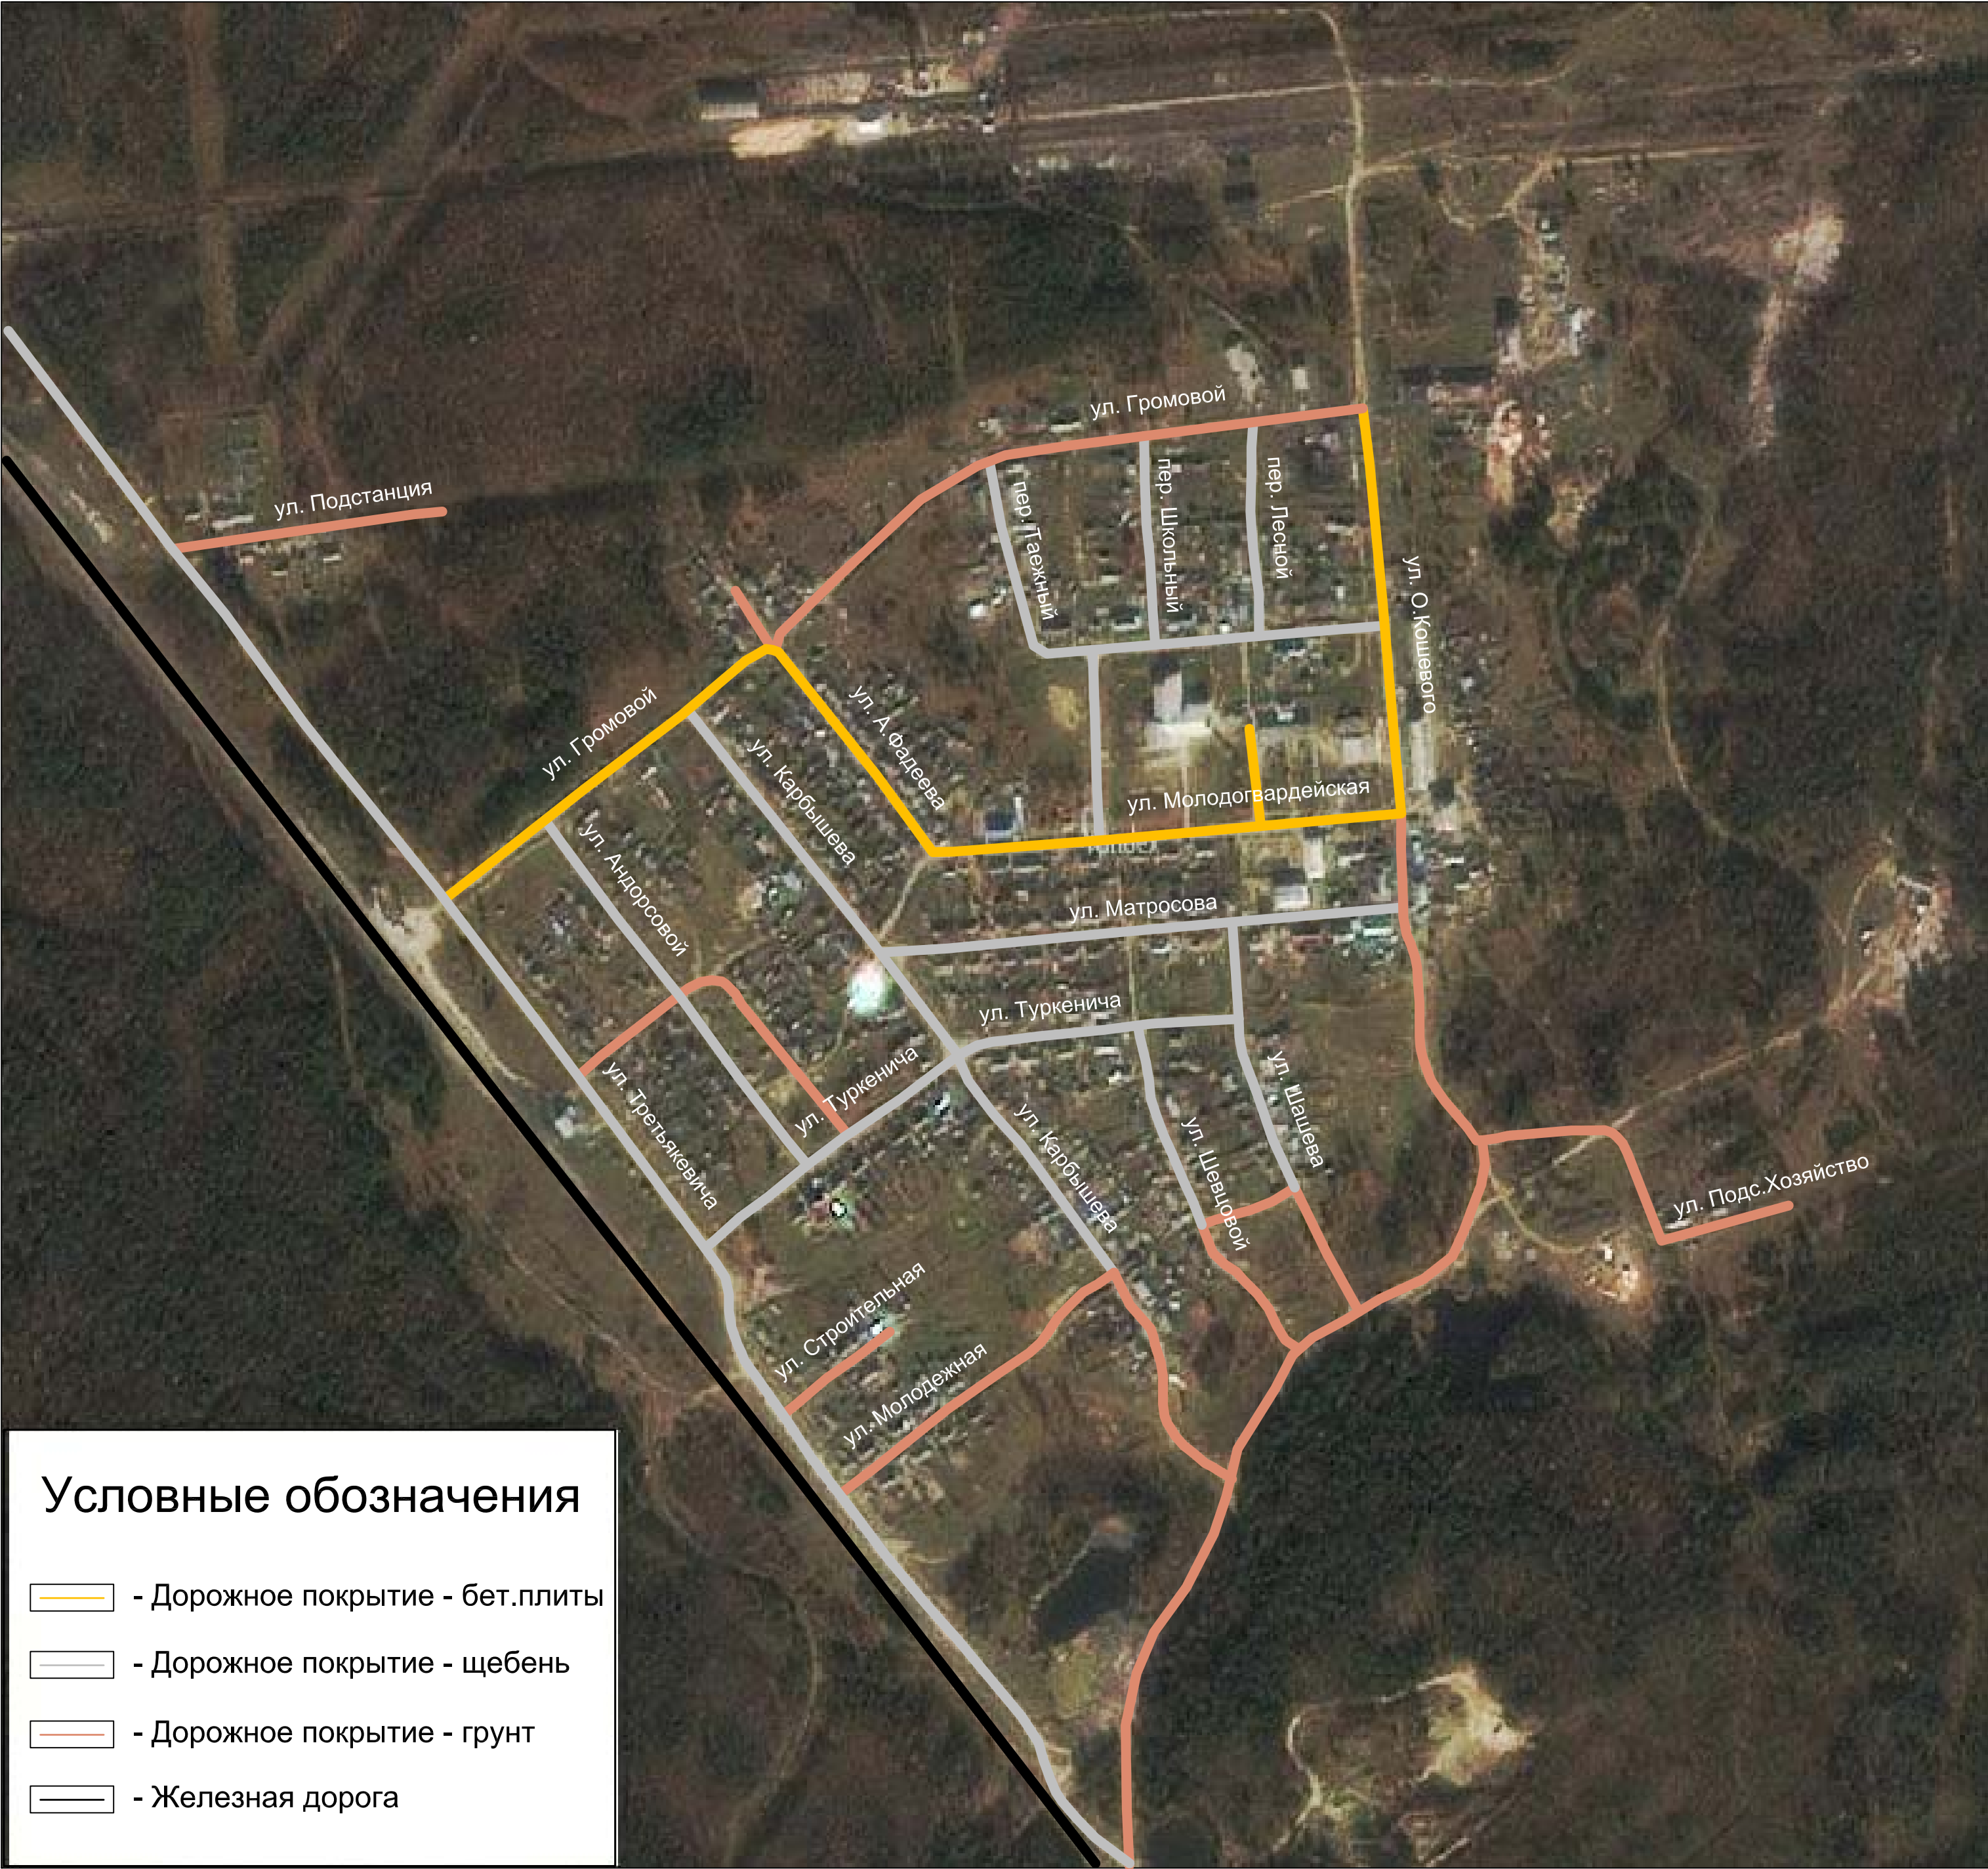 ул. Громовой
пер. Таежный
пер. Школьный
пер. Лесной
ул. Подстанция
ул. О.Кошевого
ул. Громовой
ул. А.Фадеева
ул. Карбышева
ул. Молодогвардейская
ул. Андорсовой
ул. Матросова
ул. Туркенича
ул. Туркенича
ул. Третьякевича
ул. Карбышева
ул. Шевцовой
ул. Шашева
ул. Подс.Хозяйство
ул. Строительная
ул. Молодежная
Условные обозначения
- Дорожное покрытие - бет.плиты
- Дорожное покрытие - щебень
- Дорожное покрытие - грунт
- Железная дорога